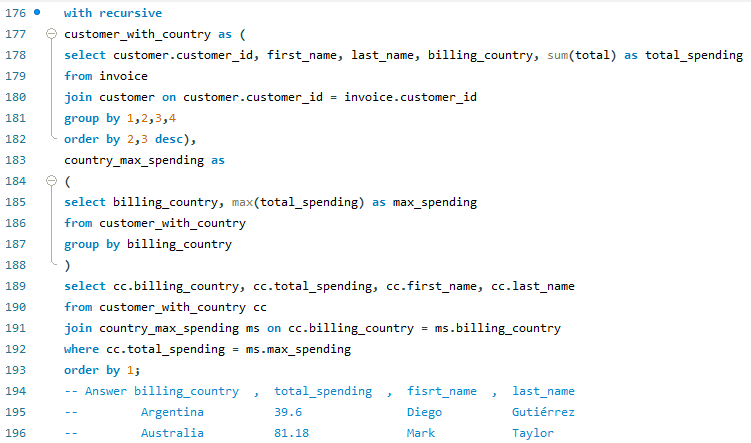 176 with recursive
177 customer_with_country as (
178 select customer.customer_id, first_name, last_name, billing_country, sum(total) as total_spending
179 from invoice
180 join customer on customer.customer_id = invoice.customer_id
181 group by 1,2,3,4
182 order by 2,3 desc),
183 country_max_spending as
184 (
185 select billing_country, max(total_spending) as max_spending
186 from customer_with_country
187 group by billing_country
188 )
189 select cc.billing_country, cc.total_spending, cc.first_name, cc.last_name
190 from customer_with_country cc
191 join country_max_spending ms on cc.billing_country = ms.billing_country
192 where cc.total_spending = ms.max_spending
193 order by 1;
194 -- Answer billing_country , total_spending , fisrt_name , last_name
195 -- Argentina 39.6 Diego Gutiérrez
196 -- Australia 81.18 Mark Taylor